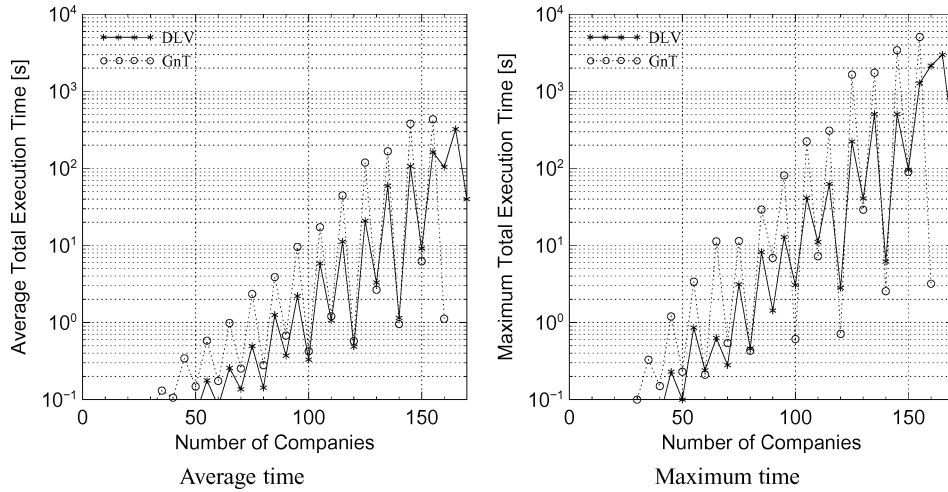 10^4
10^3
10^2
10^1
10^0
10^-1
Average Total Execution Time [s]
DLV
GnT
0
50
100
150
Number of Companies
Average time
10^4
10^3
10^2
10^1
10^0
10^-1
Maximum Total Execution Time [s]
DLV
GnT
0
50
100
150
Number of Companies
Maximum time